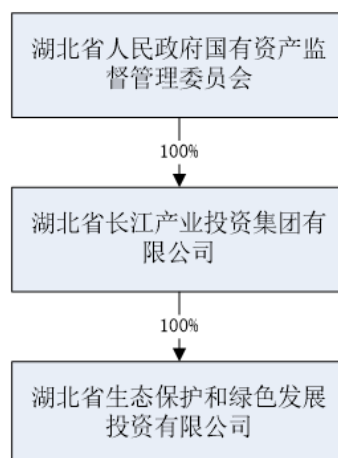 湖北省人民政府国有资产监
督管理委员会
100%
湖北省长江产业投资集团有
限公司
100%
湖北省生态保护和绿色发展
投资有限公司